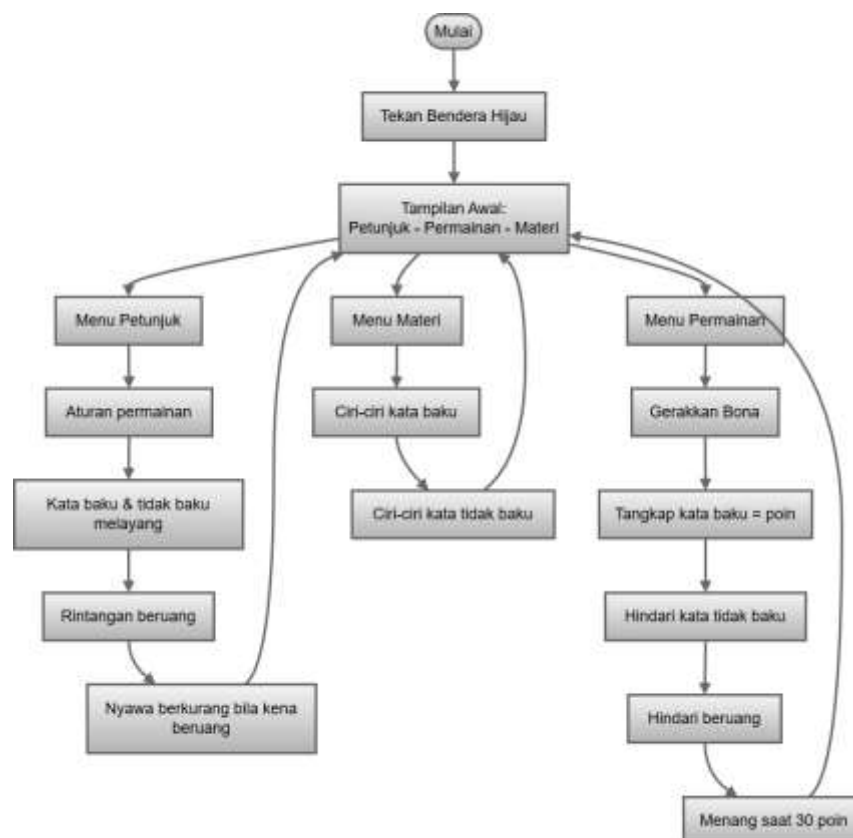 Mulai
Tekan Bendera Hijau
Tampilan Awal:
Petunjuk - Permainan - Materi
Menu Petunjuk
Aturan permainan
Kata baku & tidak baku
melayang
Rintangan beruang
Nyawa berkurang bila kena
beruang
Menu Materi
Ciri-ciri kata baku
Ciri-ciri kata tidak baku
Menu Permainan
Gerakkan Bona
Tangkap kata baku = poin
Hindari kata tidak baku
Hindari beruang
Menang saat 30 poin